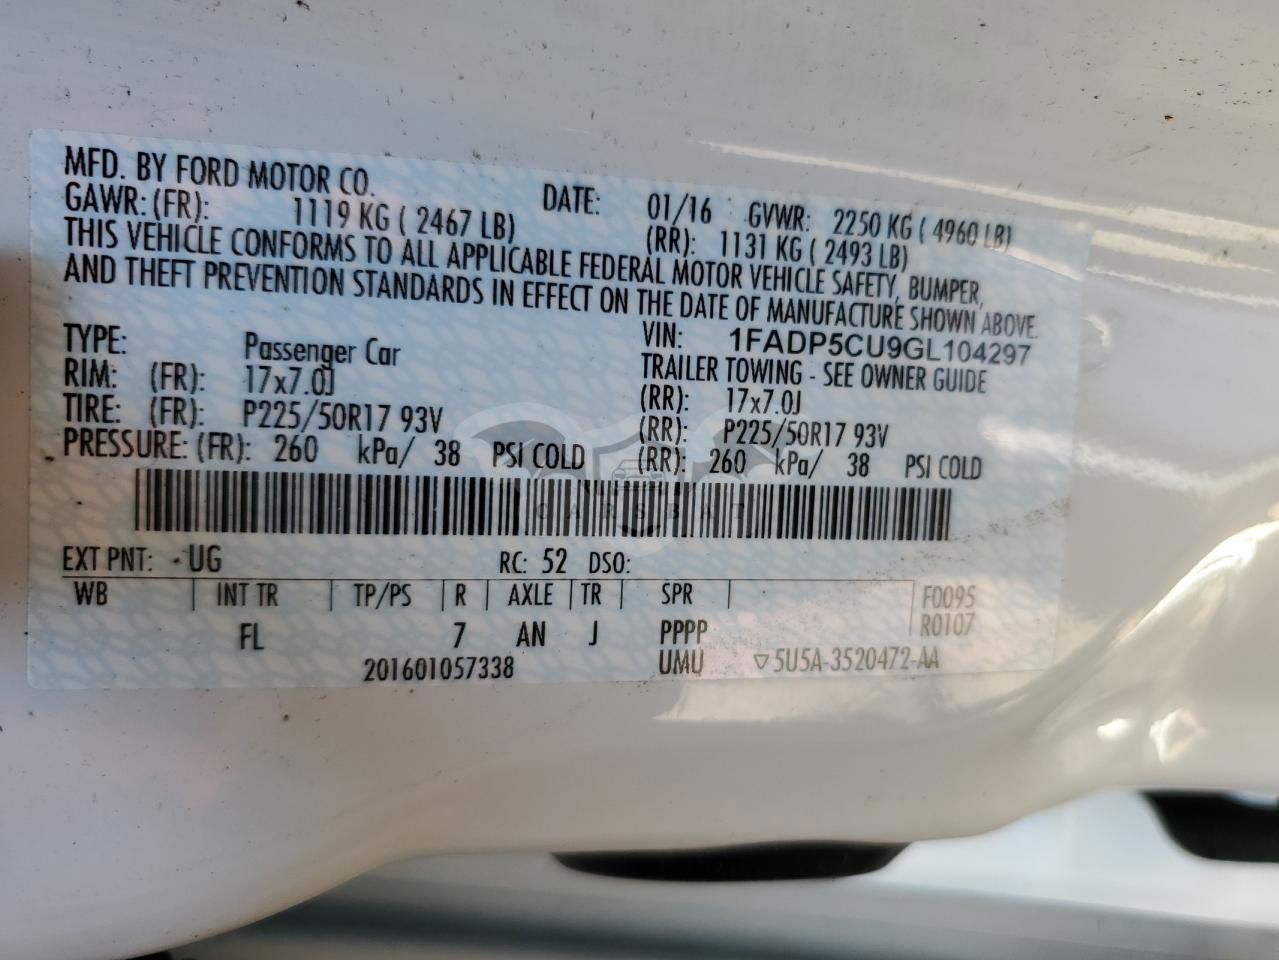 MFD. BY FORD MOTOR CO. DATE: 01/16 GVWR: 2250 KG ( 4960 LB)
GAWR: (FR): 1119 KG ( 2467 LB) (RR): 1131 KG ( 2493 LB)
THIS VEHICLE CONFORMS TO ALL APPLICABLE FEDERAL MOTOR VEHICLE SAFETY, BUMPER,
AND THEFT PREVENTION STANDARDS IN EFFECT ON THE DATE OF MANUFACTURE SHOWN ABOVE.
VIN: 1FADP5CU9GL104297
TYPE: Passenger Car TRAILER TOWING - SEE OWNER GUIDE
RIM: (FR): 17x7.0J (RR): 17x7.0J
TIRE: (FR): P225/50R17 93V (RR): P225/50R17 93V
PRESSURE: (FR): 260 kPa/ 38 PSI COLD (RR): 260 kPa/ 38 PSI COLD
CARSBAT
EXT PNT: UG RC: 52 DSO:
WB INT TR TP/PS R AXLE TR SPR F0095
FL 7 AN J PPPP R0107
201601057338 UMU ▽5U5A-3520472-AA